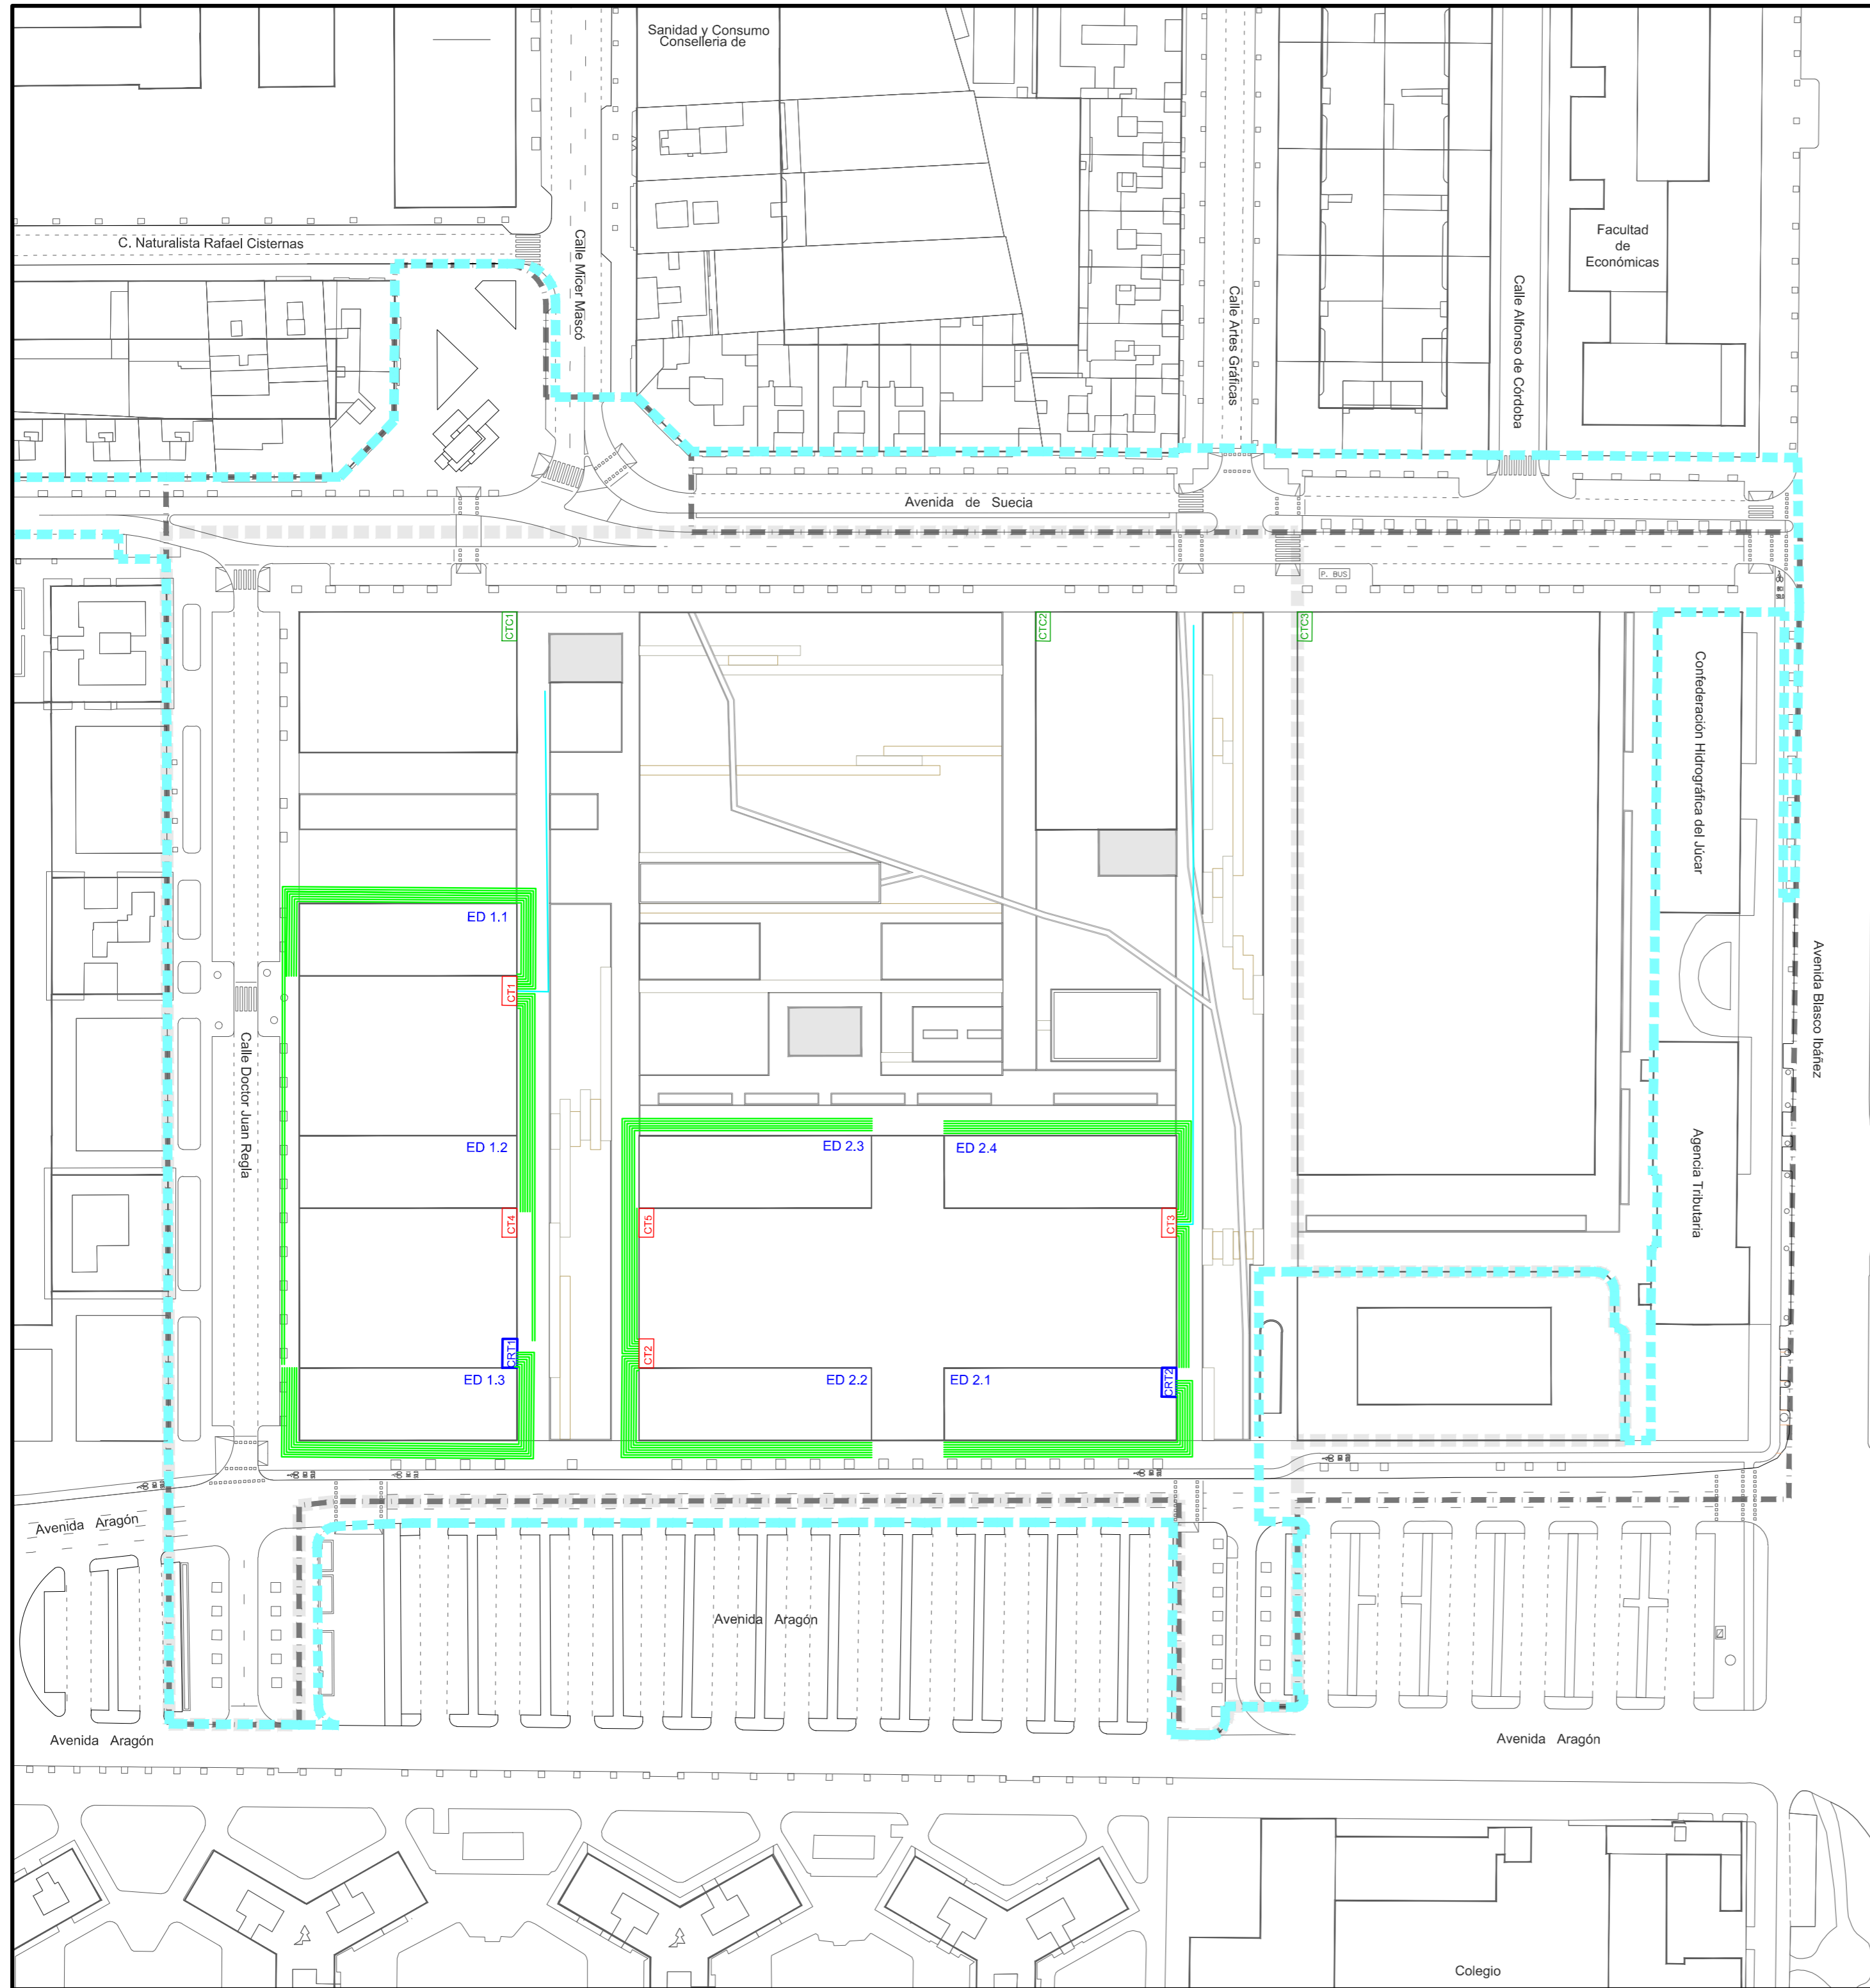 Sanidad y Consumo
Conselleria de
C. Naturalista Rafael Cisternas
Calle Micer Mascó
Calle Artes Gráficas
Calle Alfonso de Córdoba
Facultad
de
Económicas
Avenida de Suecia
P. BUS
CTC1
CTC2
CTC3
Confederación Hidrográfica del Júcar
Avenida Blasco Ibáñez
ED 1.1
CT1
Calle Doctor Juan Regla
ED 1.2
ED 2.3
ED 2.4
Agencia Tributaria
CT4
CT5
CT3
CRT1
CT2
CRT2
ED 1.3
ED 2.2
ED 2.1
Avenida Aragón
Avenida Aragón
Avenida Aragón
Avenida Aragón
Colegio